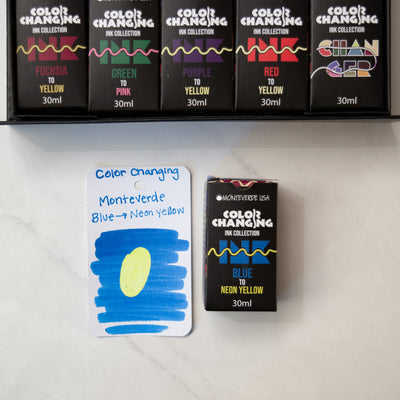 COLOR
CHANGING
INK COLLECTION
INK
FUCHSIA
TO
YELLOW
30ml
COLOR
CHANGING
INK COLLECTION
INK
GREEN
TO
PINK
30ml
COLOR
CHANGING
INK COLLECTION
INK
PURPLE
TO
YELLOW
30ml
COLOR
CHANGING
INK COLLECTION
INK
RED
TO
YELLOW
30ml
COLOR
CHANGING
INK COLLECTION
CHAN
GER
30ml
Color Changing
Monteverde
Blue → Neon yellow
MONTEVERDE USA
COLOR
CHANGING
INK COLLECTION
INK
BLUE
TO
NEON YELLOW
30ml